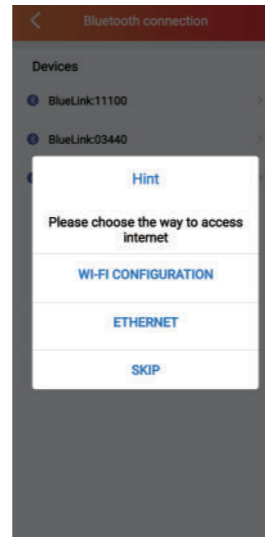 Bluetooth connection
Devices
BlueLink:11100
BlueLink:03440
Hint
Please choose the way to access
internet
WI-FI CONFIGURATION
ETHERNET
SKIP